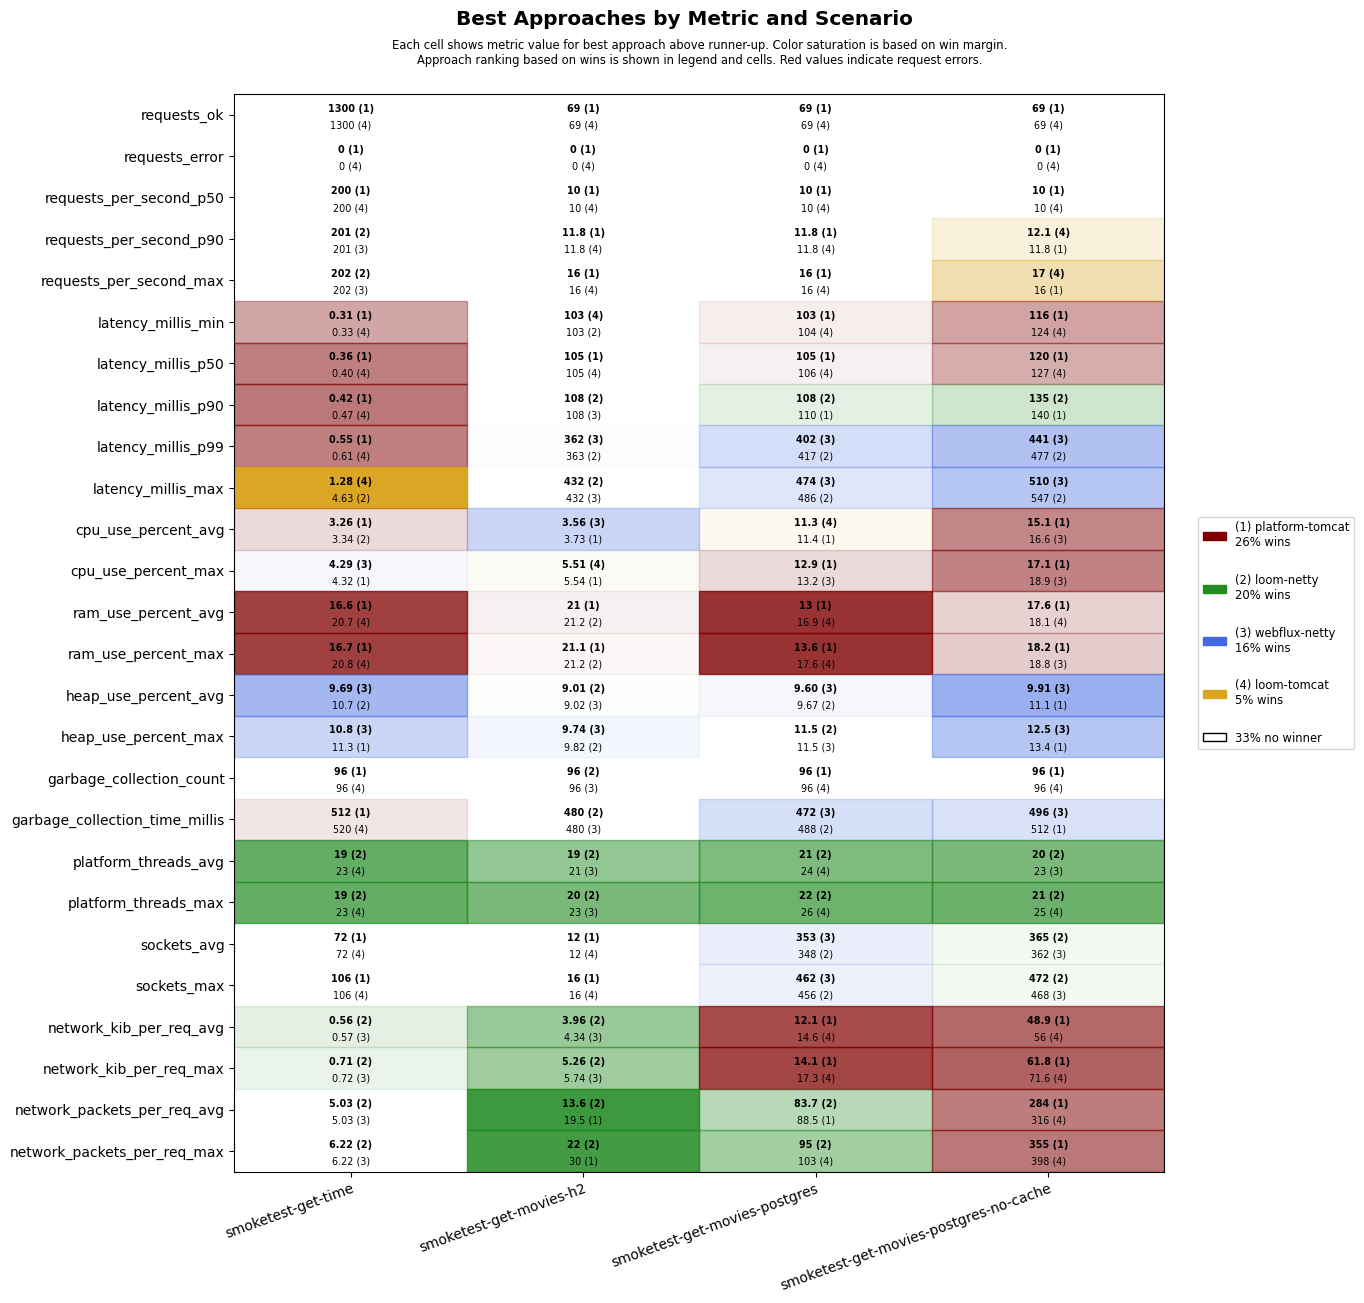 Best Approaches by Metric and Scenario
Each cell shows metric value for best approach above runner-up. Color saturation is based on win margin.
Approach ranking based on wins is shown in legend and cells. Red values indicate request errors.
requests_ok
1300 (1) 69 (1) 69 (1) 69 (1)
1300 (4) 69 (4) 69 (4) 69 (4)
requests_error
0 (1) 0 (1) 0 (1) 0 (1)
0 (4) 0 (4) 0 (4) 0 (4)
requests_per_second_p50
200 (1) 10 (1) 10 (1) 10 (1)
200 (4) 10 (4) 10 (4) 10 (4)
requests_per_second_p90
201 (2) 11.8 (1) 11.8 (1) 12.1 (4)
201 (3) 11.8 (4) 11.8 (4) 11.8 (1)
requests_per_second_max
202 (2) 16 (1) 16 (1) 17 (4)
202 (3) 16 (4) 16 (4) 16 (1)
latency_millis_min
0.31 (1) 103 (4) 103 (1) 116 (1)
0.33 (4) 103 (2) 104 (4) 124 (4)
latency_millis_p50
0.36 (1) 105 (1) 105 (1) 120 (1)
0.40 (4) 105 (4) 106 (4) 127 (4)
latency_millis_p90
0.42 (1) 108 (2) 108 (2) 135 (2)
0.47 (4) 108 (3) 110 (1) 140 (1)
latency_millis_p99
0.55 (1) 362 (3) 402 (3) 441 (3)
0.61 (4) 363 (2) 417 (2) 477 (2)
latency_millis_max
1.28 (4) 432 (2) 474 (3) 510 (3)
4.63 (2) 432 (3) 486 (2) 547 (2)
cpu_use_percent_avg
3.26 (1) 3.56 (3) 11.3 (4) 15.1 (1)
3.34 (2) 3.73 (1) 11.4 (1) 16.6 (3)
cpu_use_percent_max
4.29 (3) 5.51 (4) 12.9 (1) 17.1 (1)
4.32 (1) 5.54 (1) 13.2 (3) 18.9 (3)
ram_use_percent_avg
16.6 (1) 21 (1) 13 (1) 17.6 (1)
20.7 (4) 21.2 (2) 16.9 (4) 18.1 (4)
ram_use_percent_max
16.7 (1) 21.1 (1) 13.6 (1) 18.2 (1)
20.8 (4) 21.2 (2) 17.6 (4) 18.8 (3)
heap_use_percent_avg
9.69 (3) 9.01 (2) 9.60 (3) 9.91 (3)
10.7 (2) 9.02 (3) 9.67 (2) 11.1 (1)
heap_use_percent_max
10.8 (3) 9.74 (3) 11.5 (2) 12.5 (3)
11.3 (1) 9.82 (2) 11.5 (3) 13.4 (1)
garbage_collection_count
96 (1) 96 (2) 96 (1) 96 (1)
96 (4) 96 (3) 96 (4) 96 (4)
garbage_collection_time_millis
512 (1) 480 (2) 472 (3) 496 (3)
520 (4) 480 (3) 488 (2) 512 (1)
platform_threads_avg
19 (2) 19 (2) 21 (2) 20 (2)
23 (4) 21 (3) 24 (4) 23 (3)
platform_threads_max
19 (2) 20 (2) 22 (2) 21 (2)
23 (4) 23 (3) 26 (4) 25 (4)
sockets_avg
72 (1) 12 (1) 353 (3) 365 (2)
72 (4) 12 (4) 348 (2) 362 (3)
sockets_max
106 (1) 16 (1) 462 (3) 472 (2)
106 (4) 16 (4) 456 (2) 468 (3)
network_kib_per_req_avg
0.56 (2) 3.96 (2) 12.1 (1) 48.9 (1)
0.57 (3) 4.34 (3) 14.6 (4) 56 (4)
network_kib_per_req_max
0.71 (2) 5.26 (2) 14.1 (1) 61.8 (1)
0.72 (3) 5.74 (3) 17.3 (4) 71.6 (4)
network_packets_per_req_avg
5.03 (2) 13.6 (2) 83.7 (2) 284 (1)
5.03 (3) 19.5 (1) 88.5 (1) 316 (4)
network_packets_per_req_max
6.22 (2) 22 (2) 95 (2) 355 (1)
6.22 (3) 30 (1) 103 (4) 398 (4)
smoketest-get-time
smoketest-get-movies-h2
smoketest-get-movies-postgres
smoketest-get-movies-postgres-no-cache
(1) platform-tomcat
26% wins
(2) loom-netty
20% wins
(3) webflux-netty
16% wins
(4) loom-tomcat
5% wins
33% no winner